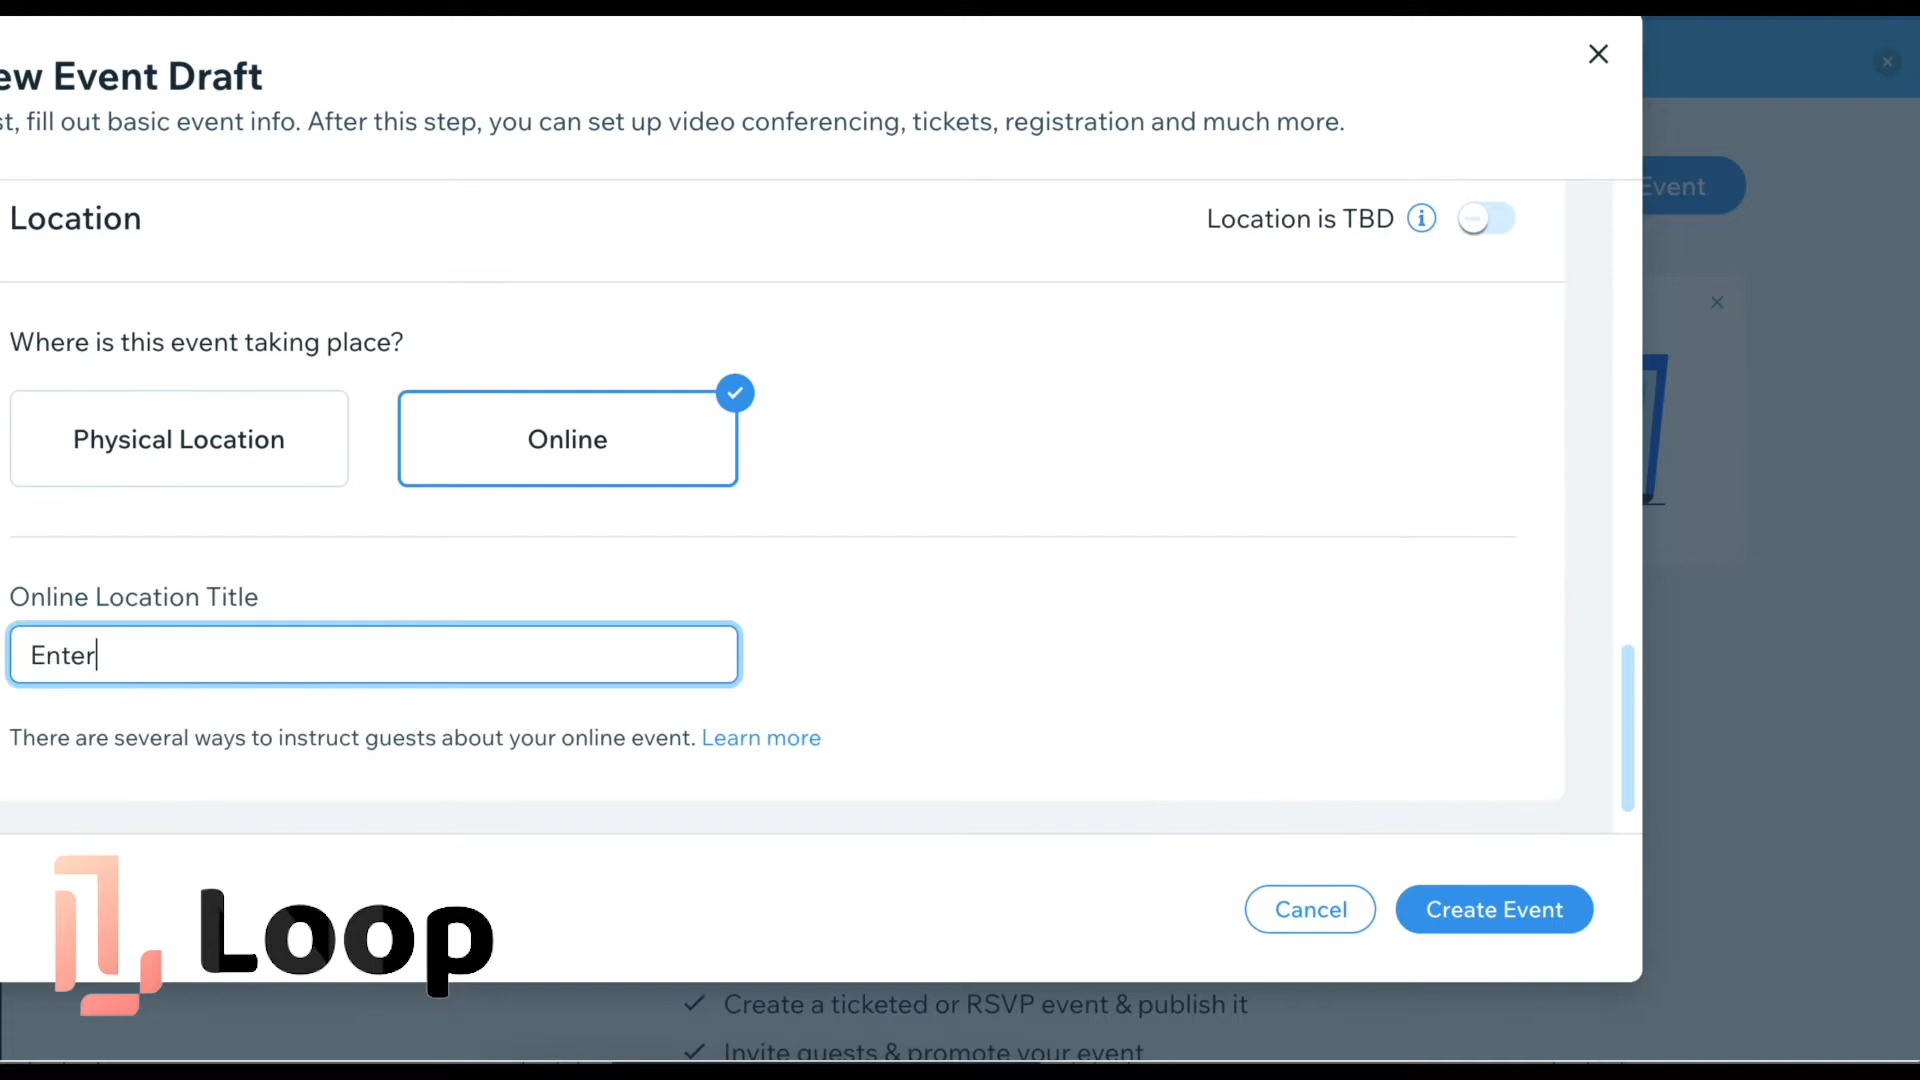 ew Event Draft
st, fill out basic event info. After this step, you can set up video conferencing, tickets, registration and much more.
Event
Location
Location is TBD
Where is this event taking place?
Physical Location
Online
Online Location Title
Enter
There are several ways to instruct guests about your online event. Learn more
Loop
Cancel
Create Event
Create a ticketed or RSVP event & publish it
Invite guests & promote your event